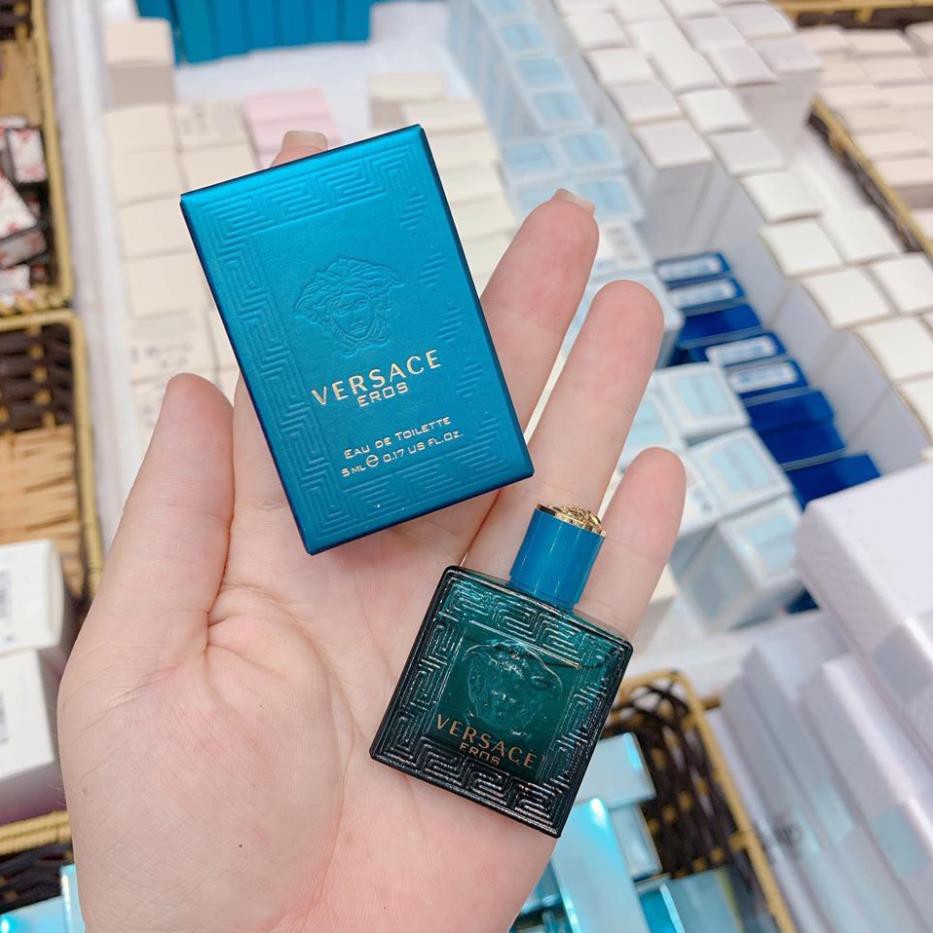 VERSACE
EROS
EAU DE TOILETTE
5 ML ℮ 0.17 US FL.OZ.
VERSACE
EROS